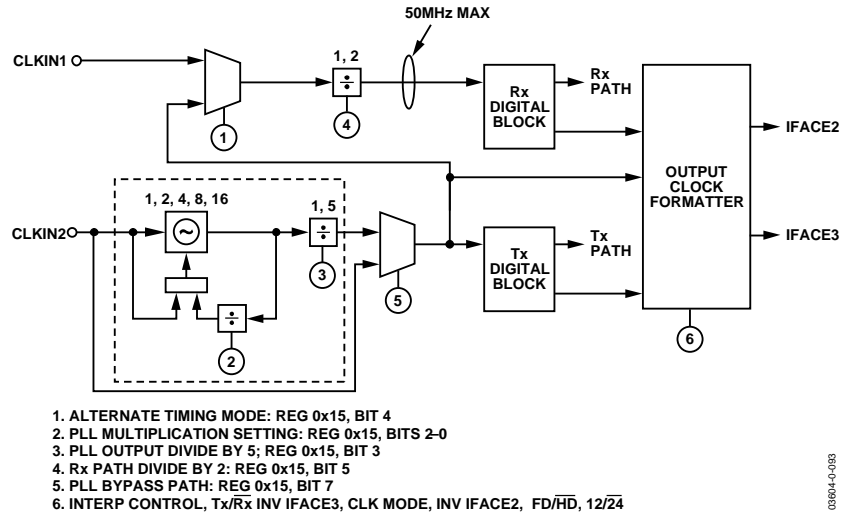 50MHz MAX
CLKIN1
1, 2
÷
Rx
DIGITAL
BLOCK
Rx
PATH
1
4
OUTPUT
CLOCK
FORMATTER
IFACE2
IFACE3
1, 2, 4, 8, 16
1, 5
CLKIN2
~
÷
3
5
Tx
DIGITAL
BLOCK
Tx
PATH
÷
2
6
1. ALTERNATE TIMING MODE: REG 0x15, BIT 4
2. PLL MULTIPLICATION SETTING: REG 0x15, BITS 2–0
3. PLL OUTPUT DIVIDE BY 5; REG 0x15, BIT 3
4. Rx PATH DIVIDE BY 2: REG 0x15, BIT 5
5. PLL BYPASS PATH: REG 0x15, BIT 7
6. INTERP CONTROL, Tx/R̅x̅ INV IFACE3, CLK MODE, INV IFACE2, FD/H̅D̅, 12/2̅4̅
03604-0-093